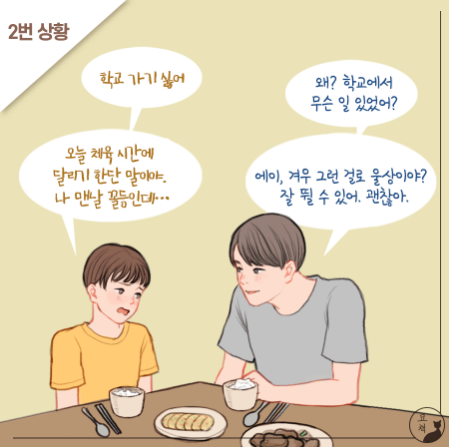 2번 상황
학교 가기 싫어
왜? 학교에서
무슨 일 있었어?
오늘 체육 시간에
달리기 한단 말이야.
나 맨날 꼴등인데…
에이, 겨우 그런 걸로 울상이야?
잘 뛸 수 있어. 괜찮아.